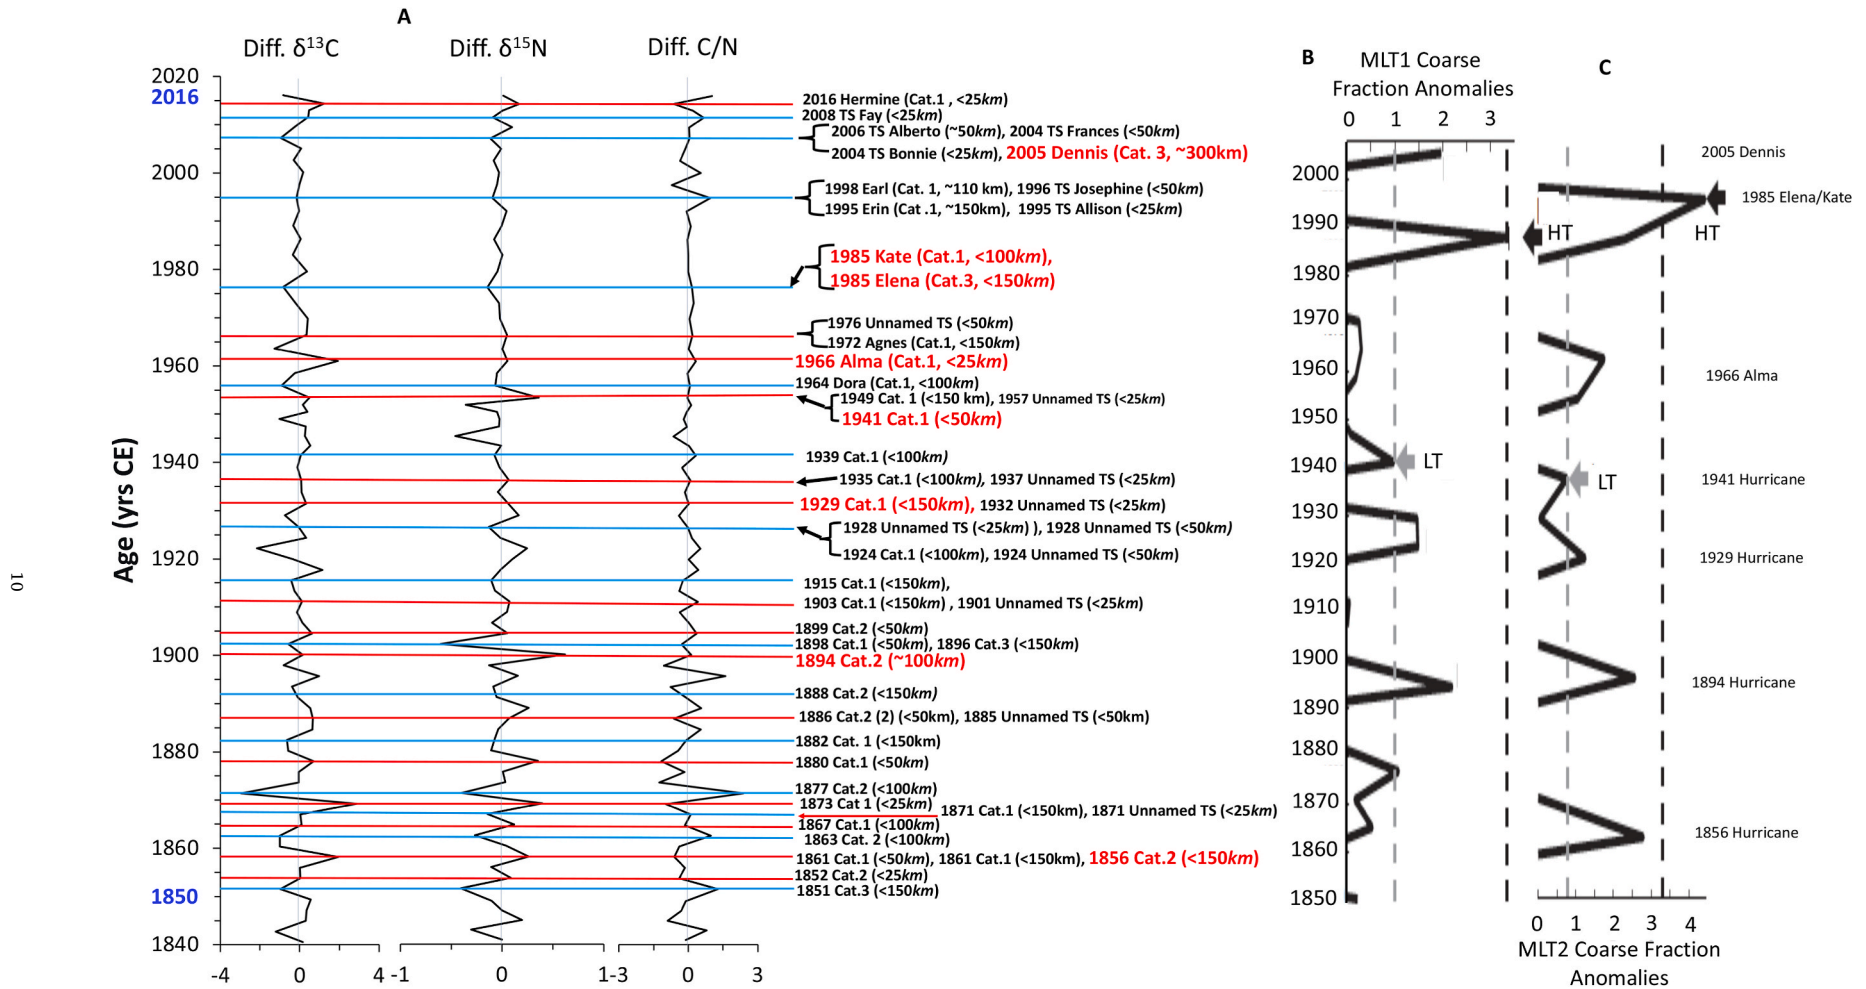 A
Diff. δ13C
Diff. δ15N
Diff. C/N
Age (yrs CE)
2020
2016
2000
1980
1960
1940
1920
1900
1880
1860
1850
1840
-4
0
4
-1
0
1
-3
0
3
2016 Hermine (Cat.1 , <25km)
2008 TS Fay (<25km)
2006 TS Alberto (~50km), 2004 TS Frances (<50km)
2004 TS Bonnie (<25km), 2005 Dennis (Cat. 3, ~300km)
1998 Earl (Cat. 1, ~110 km), 1996 TS Josephine (<50km)
1995 Erin (Cat .1, ~150km), 1995 TS Allison (<25km)
1985 Kate (Cat.1, <100km),
1985 Elena (Cat.3, <150km)
1976 Unnamed TS (<50km)
1972 Agnes (Cat.1, <150km)
1966 Alma (Cat.1, <25km)
1964 Dora (Cat.1, <100km)
1949 Cat. 1 (<150 km), 1957 Unnamed TS (<25km)
1941 Cat.1 (<50km)
1939 Cat.1 (<100km)
1935 Cat.1 (<100km), 1937 Unnamed TS (<25km)
1929 Cat.1 (<150km), 1932 Unnamed TS (<25km)
1928 Unnamed TS (<25km) ), 1928 Unnamed TS (<50km)
1924 Cat.1 (<100km), 1924 Unnamed TS (<50km)
1915 Cat.1 (<150km),
1903 Cat.1 (<150km) , 1901 Unnamed TS (<25km)
1899 Cat.2 (<50km)
1898 Cat.1 (<50km), 1896 Cat.3 (<150km)
1894 Cat.2 (~100km)
1888 Cat.2 (<150km)
1886 Cat.2 (2) (<50km), 1885 Unnamed TS (<50km)
1882 Cat. 1 (<150km)
1880 Cat.1 (<50km)
1877 Cat.2 (<100km)
1873 Cat 1 (<25km)
1871 Cat.1 (<150km), 1871 Unnamed TS (<25km)
1867 Cat.1 (<100km)
1863 Cat. 2 (<100km)
1861 Cat.1 (<50km), 1861 Cat.1 (<150km), 1856 Cat.2 (<150km)
1852 Cat.2 (<25km)
1851 Cat.3 (<150km)
B
MLT1 Coarse
Fraction Anomalies
0
1
2
3
2000
1990
1980
1970
1960
1950
1940
1930
1920
1910
1900
1890
1880
1870
1860
1850
HT
LT
C
2005 Dennis
1985 Elena/Kate
HT
1966 Alma
1941 Hurricane
LT
1929 Hurricane
1894 Hurricane
1856 Hurricane
0
1
2
3
4
MLT2 Coarse Fraction
Anomalies
10